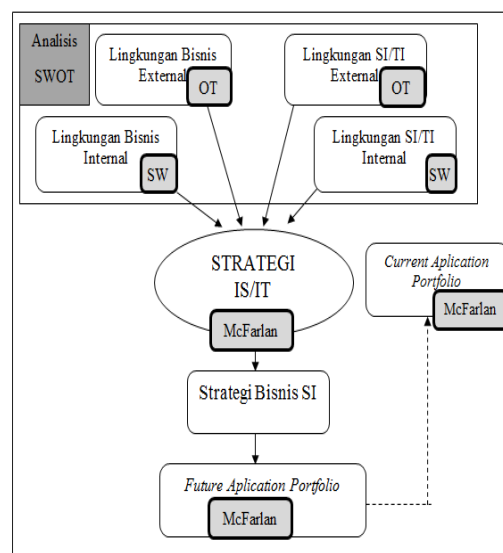 Analisis
SWOT
Lingkungan Bisnis
External
OT
Lingkungan SI/TI
External
OT
Lingkungan Bisnis
Internal
SW
Lingkungan SI/TI
Internal
SW
STRATEGI
IS/IT
McFarlan
Current Aplication
Portfolio
McFarlan
Strategi Bisnis SI
Future Aplication Portfolio
McFarlan